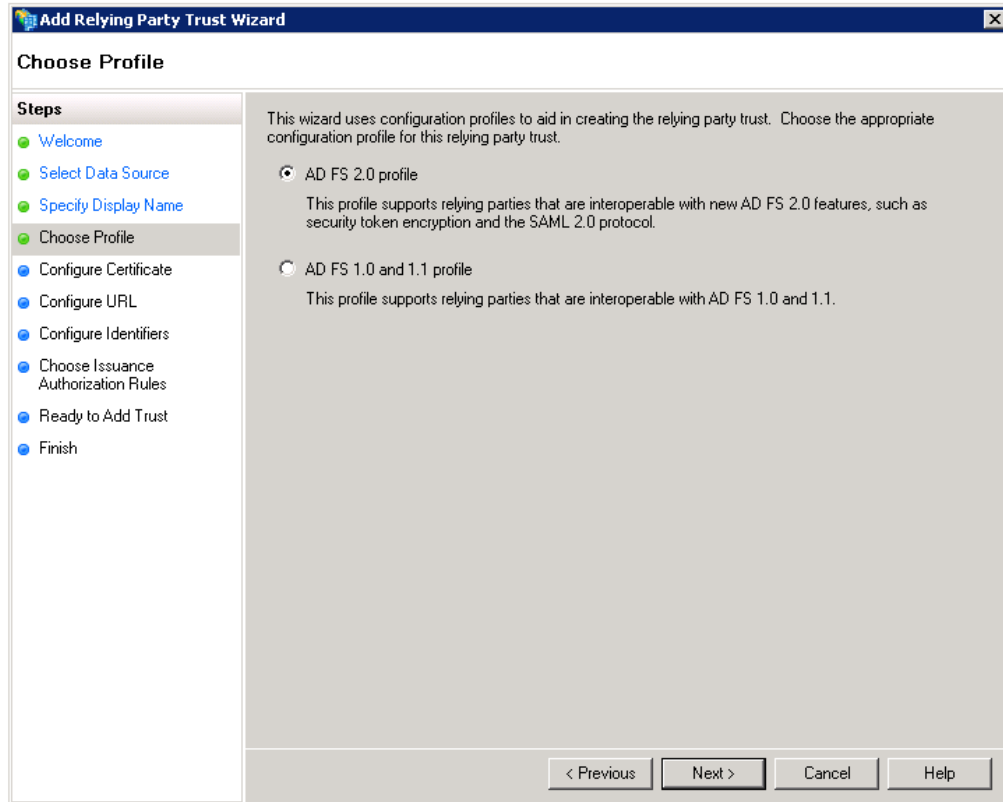 Add Relying Party Trust Wizard
Choose Profile
Steps
Welcome
Select Data Source
Specify Display Name
Choose Profile
Configure Certificate
Configure URL
Configure Identifiers
Choose Issuance
Authorization Rules
Ready to Add Trust
Finish
This wizard uses configuration profiles to aid in creating the relying party trust. Choose the appropriate
configuration profile for this relying party trust.
AD FS 2.0 profile
This profile supports relying parties that are interoperable with new AD FS 2.0 features, such as
security token encryption and the SAML 2.0 protocol.
AD FS 1.0 and 1.1 profile
This profile supports relying parties that are interoperable with AD FS 1.0 and 1.1.
< Previous
Next >
Cancel
Help